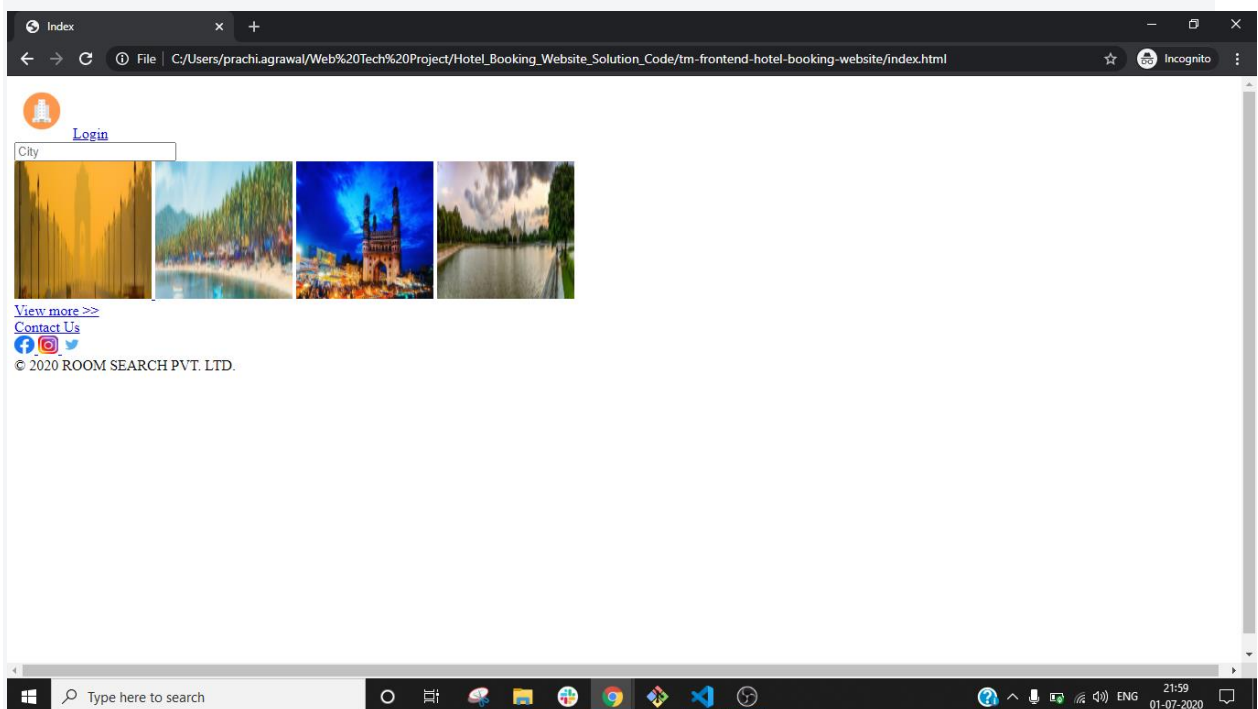 Index
File C:/Users/prachi.agrawal/Web%20Tech%20Project/Hotel_Booking_Website_Solution_Code/tm-frontend-hotel-booking-website/index.html Incognito
Login
City
View more >>
Contact Us
© 2020 ROOM SEARCH PVT. LTD.
Type here to search ENG 21:59
01-07-2020